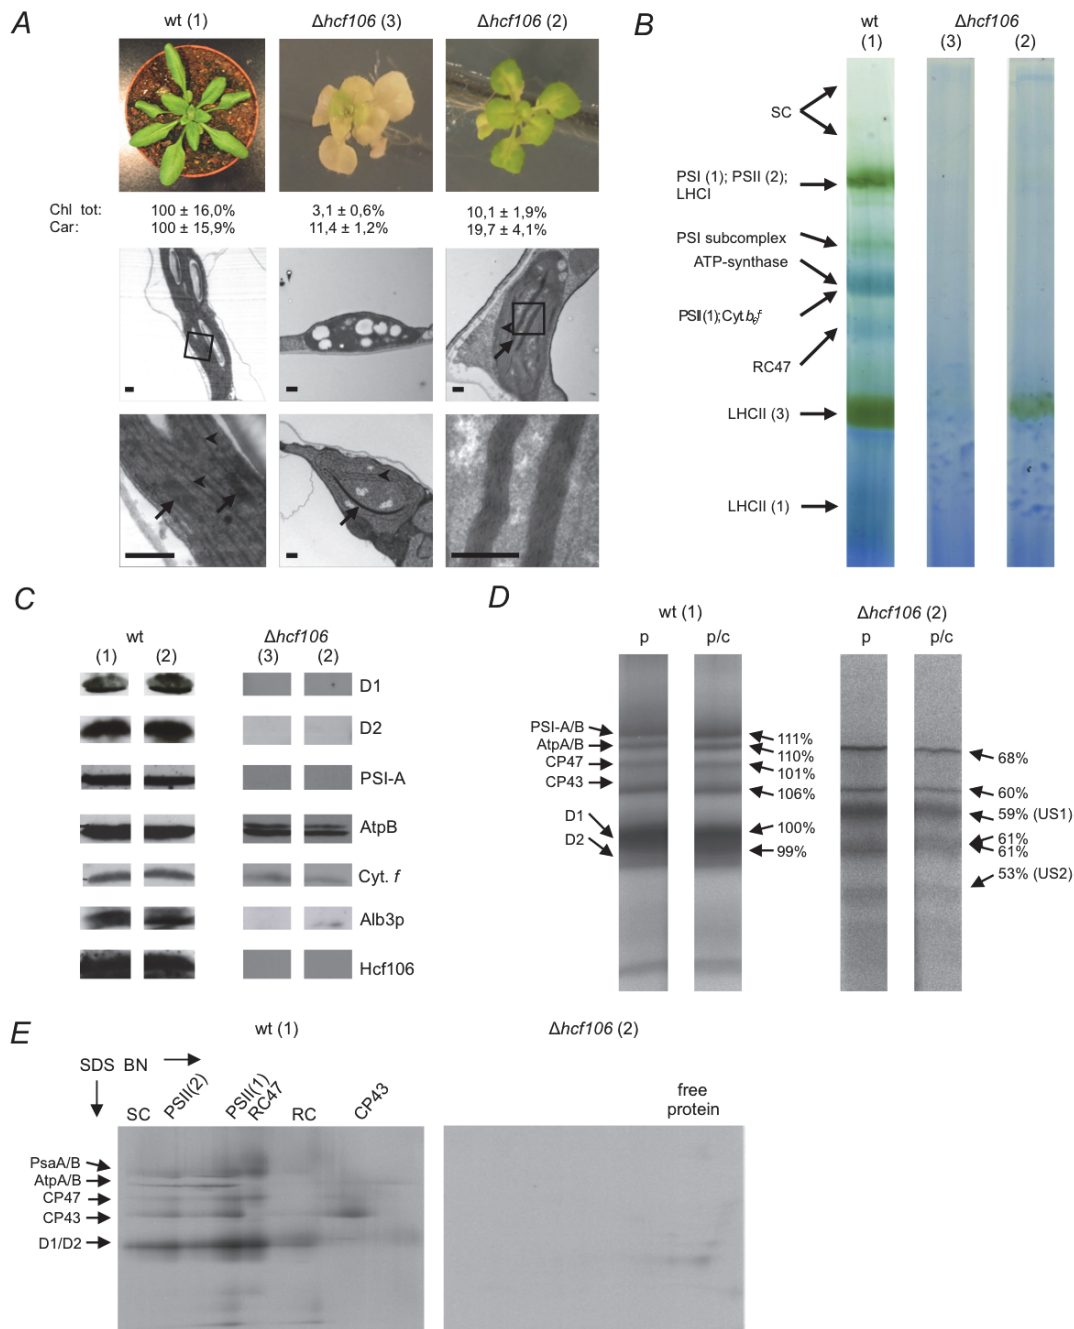 A
wt (1)
Δhcf106 (3)
Δhcf106 (2)
Chl tot:
100 ± 16,0%
3,1 ± 0,6%
10,1 ± 1,9%
Car:
100 ± 15,9%
11,4 ± 1,2%
19,7 ± 4,1%
B
wt
(1)
Δhcf106
(3)
(2)
SC
PSI (1); PSII (2);
LHCI
PSI subcomplex
ATP-synthase
PSII(1);Cyt.b6f
RC47
LHCII (3)
LHCII (1)
C
wt
Δhcf106
(1)
(2)
(3)
(2)
D1
D2
PSI-A
AtpB
Cyt. f
Alb3p
Hcf106
D
wt (1)
Δhcf106 (2)
p
p/c
p
p/c
PSI-A/B
AtpA/B
CP47
CP43
D1
D2
111%
110%
101%
106%
100%
99%
68%
60%
59% (US1)
61%
61%
53% (US2)
E
wt (1)
Δhcf106 (2)
SDS BN
SC
PSII(2)
PSII(1)
RC47
RC
CP43
free
protein
PsaA/B
AtpA/B
CP47
CP43
D1/D2